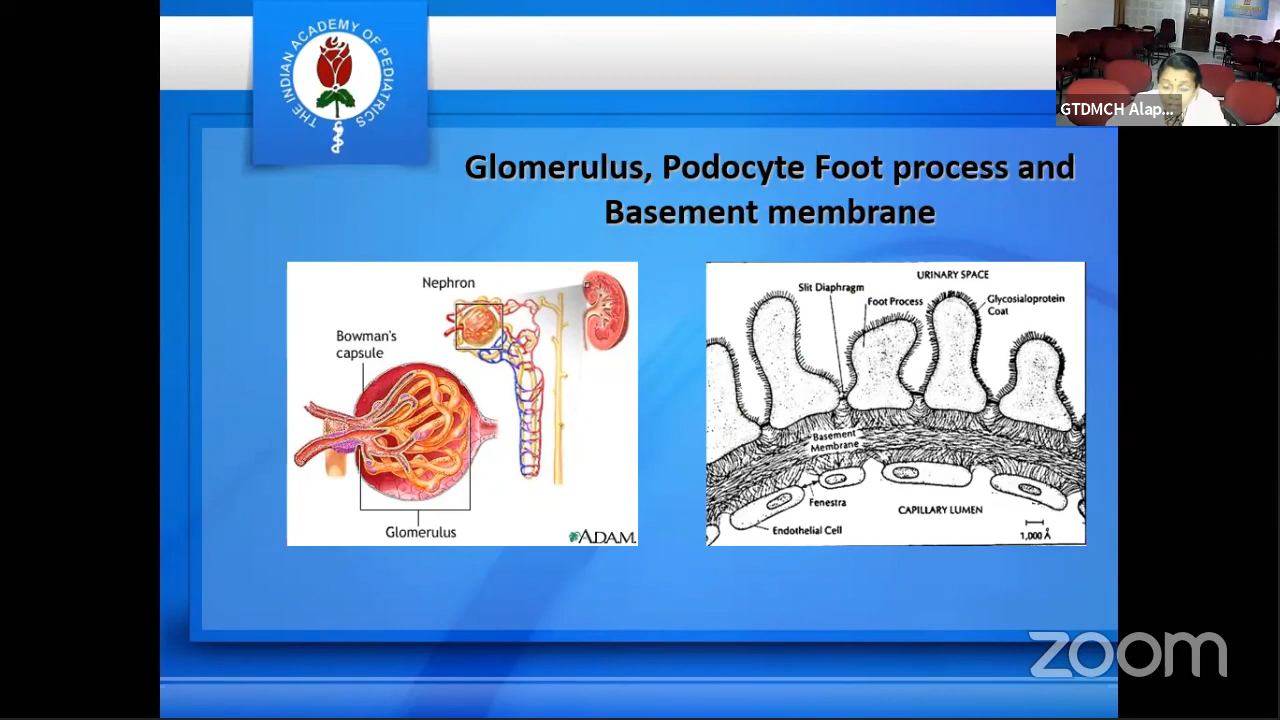 THE INDIAN ACADEMY OF PEDIATRICS
GTDMCH Alap...
Glomerulus, Podocyte Foot process and
Basement membrane
Nephron
Bowman's
capsule
Glomerulus
ADAM.
URINARY SPACE
Slit Diaphragm
Foot Process
Glycosialoprotein
Coat
Basement
Membrane
Fenestra
CAPILLARY LUMEN
Endothelial Cell
1,000 Å
zoom